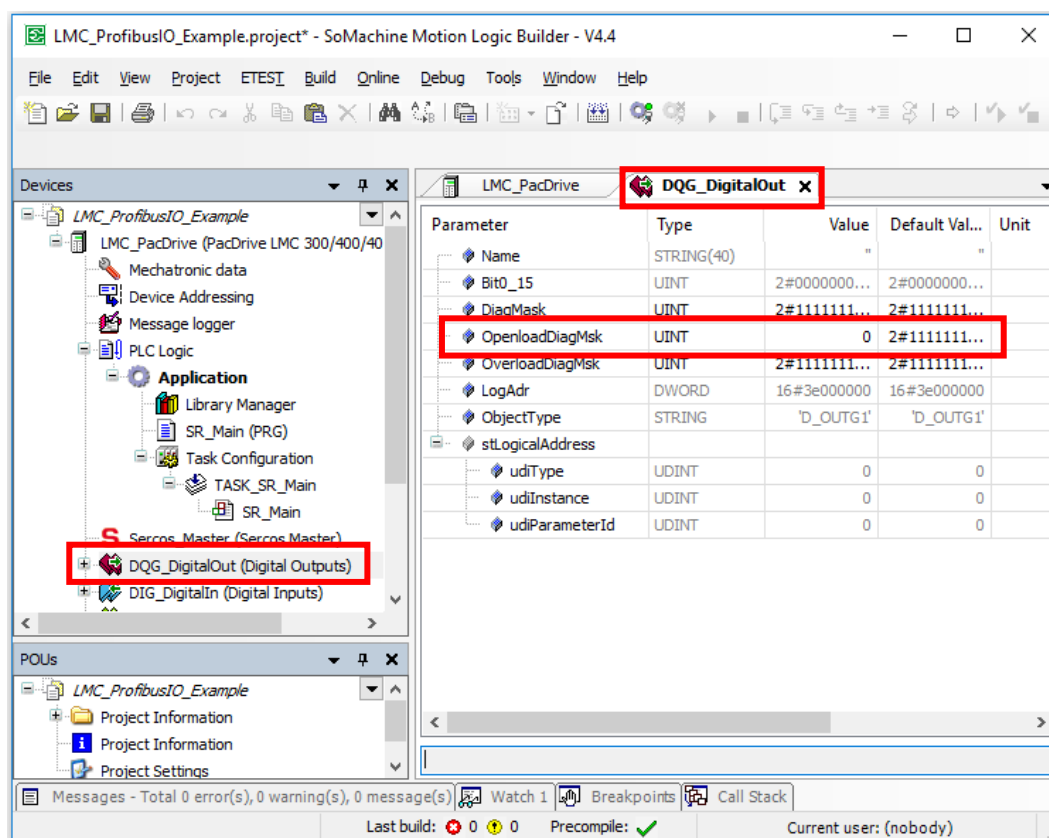 LMC_ProfibusIO_Example.project* - SoMachine Motion Logic Builder - V4.4
File Edit View Project ETEST Build Online Debug Tools Window Help
Devices
LMC_ProfibusIO_Example
LMC_PacDrive (PacDrive LMC 300/400/40
Mechatronic data
Device Addressing
Message logger
PLC Logic
Application
Library Manager
SR_Main (PRG)
Task Configuration
TASK_SR_Main
SR_Main
Sercos_Master (Sercos Master)
DQG_DigitalOut (Digital Outputs)
DIG_DigitalIn (Digital Inputs)
POUs
LMC_ProfibusIO_Example
Project Information
Project Information
Project Settings
LMC_PacDrive DQG_DigitalOut
Parameter Type Value Default Val... Unit
Name STRING(40) '' ''
Bit0_15 UINT 2#0000000... 2#0000000...
DiagMask UINT 2#1111111... 2#1111111...
OpenloadDiagMsk UINT 0 2#1111111...
OverloadDiagMsk UINT 2#1111111... 2#1111111...
LogAdr DWORD 16#3e000000 16#3e000000
ObjectType STRING 'D_OUTG1' 'D_OUTG1'
stLogicalAddress
udiType UDINT 0 0
udiInstance UDINT 0 0
udiParameterId UDINT 0 0
Messages - Total 0 error(s), 0 warning(s), 0 message(s) Watch 1 Breakpoints Call Stack
Last build: 0 0 Precompile: Current user: (nobody)